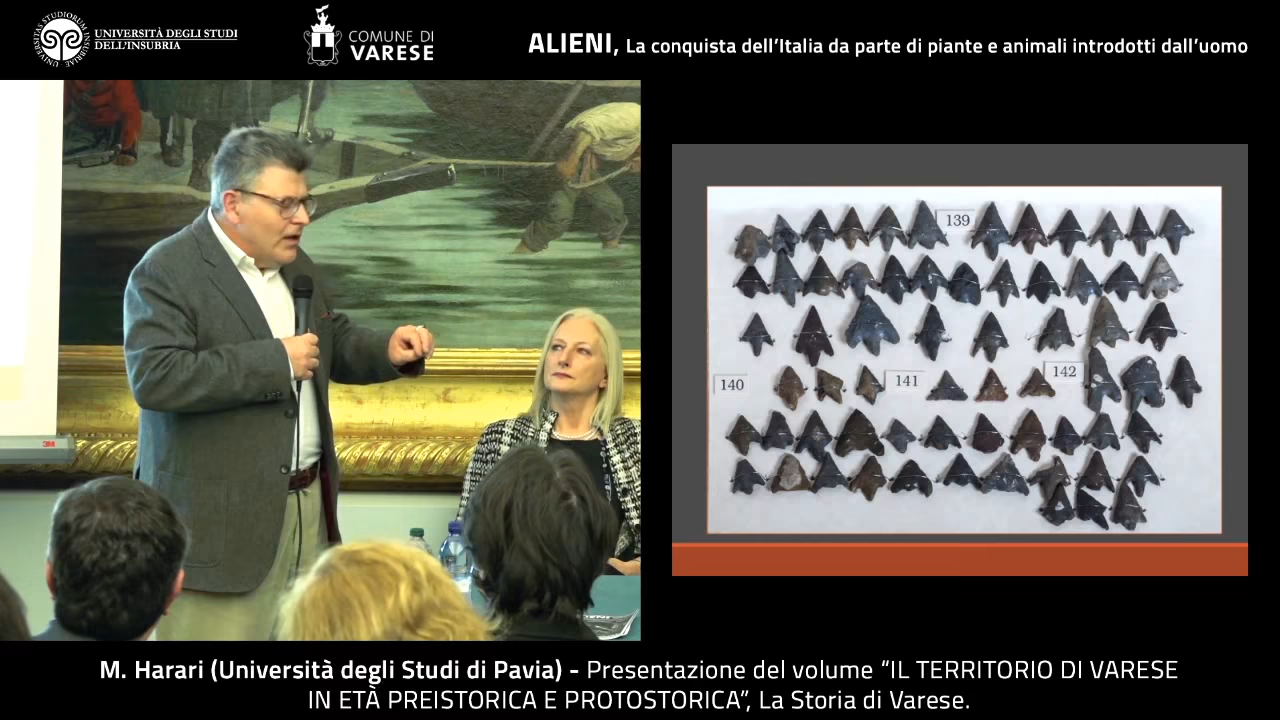 UNIVERSITÀ DEGLI STUDI
DELL'INSUBRIA
COMUNE DI
VARESE
ALIENI, La conquista dell'Italia da parte di piante e animali introdotti dall'uomo
139
140
141
142
3M
M. Harari (Università degli Studi di Pavia) - Presentazione del volume “IL TERRITORIO DI VARESE
IN ETÀ PREISTORICA E PROTOSTORICA”, La Storia di Varese.